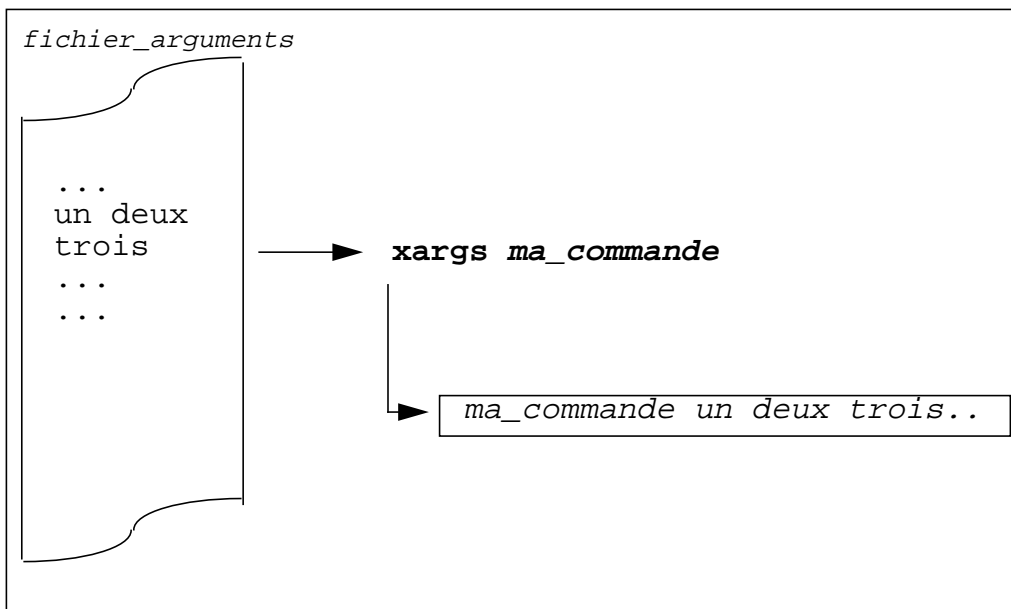 fichier_arguments
...
un deux
trois
...
...
xargs ma_commande
ma_commande un deux trois..